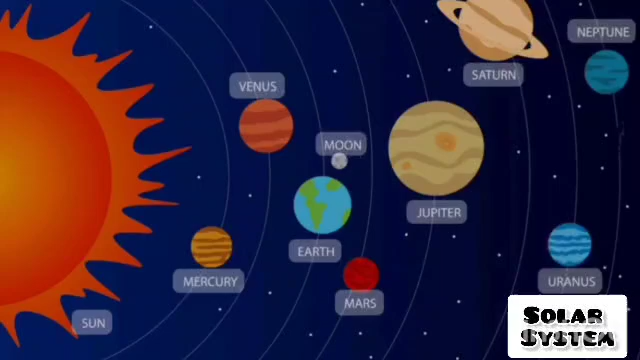 NEPTUNE
SATURN
VENUS
MOON
JUPITER
EARTH
MERCURY
URANUS
MARS
SUN
SOLAR
SYSTEM